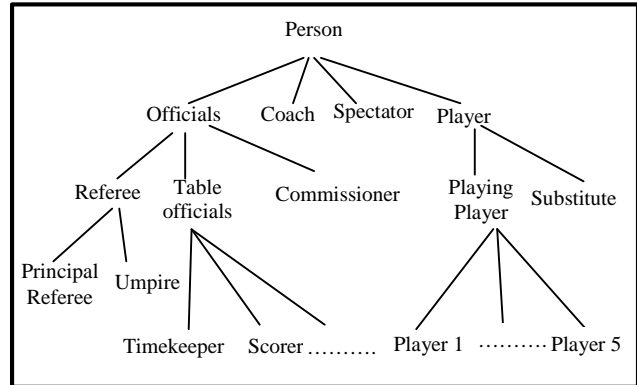 Person
Officials Coach Spectator Player
Referee Table officials Commissioner Playing Player Substitute
Principal Referee Umpire
Timekeeper Scorer .......... Player 1 .......... Player 5